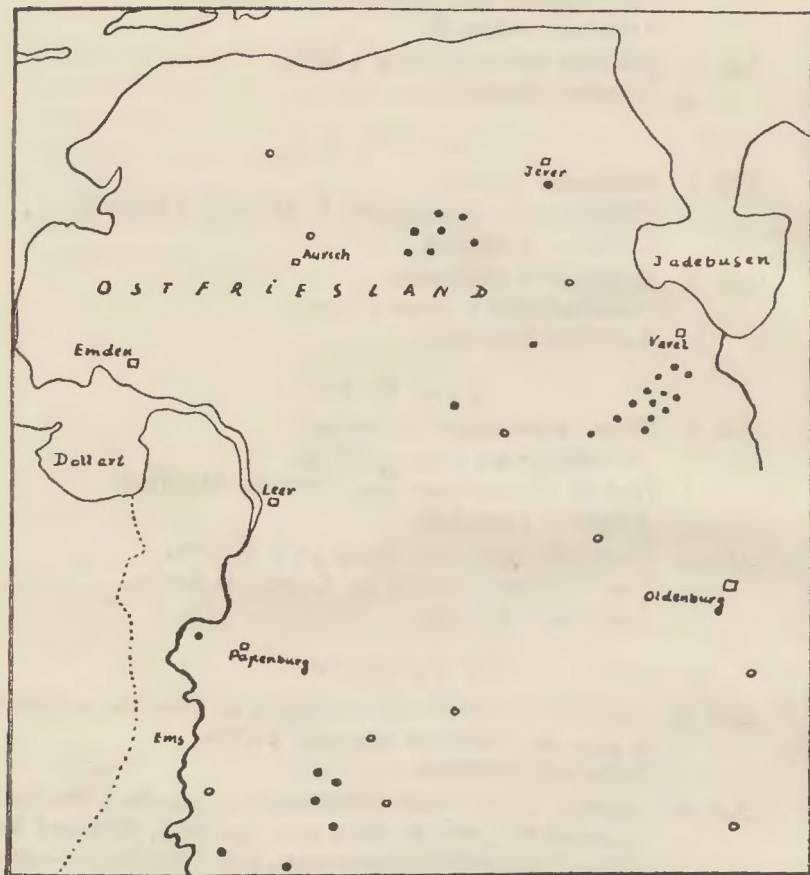 Jever
Aurich
Jadebusen
OSTFRiESLAND
Varel
Emden
Dollart
Leer
Oldenburg
Papenburg
Ems